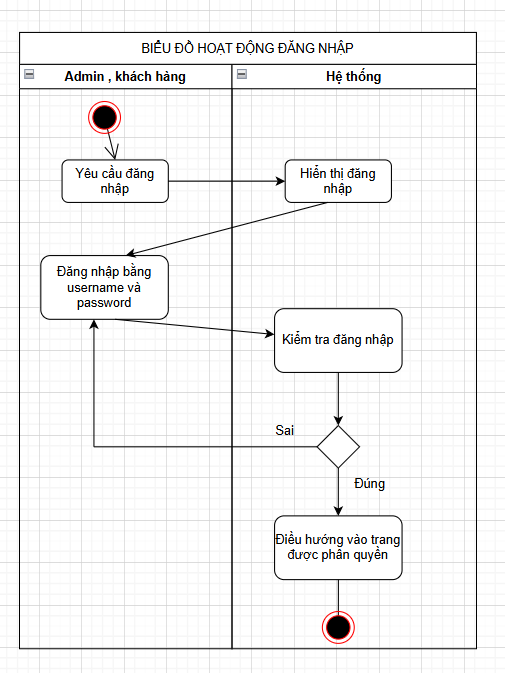 BIỂU ĐỒ HOẠT ĐỘNG ĐĂNG NHẬP
Admin , khách hàng
Hệ thống
Yêu cầu đăng
nhập
Hiển thị đăng
nhập
Đăng nhập bằng
username và
password
Kiểm tra đăng nhập
Sai
Đúng
Điều hướng vào trang
được phân quyền